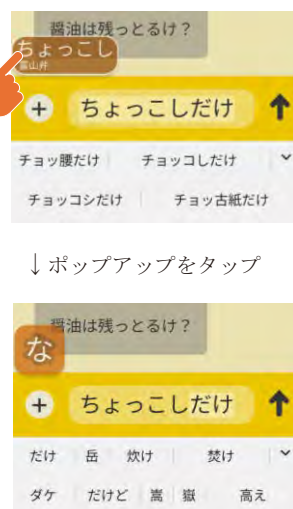 醤油は残っとるけ？
ちょっこし
富山弁
+ ちょっこしだけ ↑
チョッ腰だけ チョッコしだけ
チョッコシだけ チョッ古紙だけ
↓ポップアップをタップ
醤油は残っとるけ？
な
+ ちょっこしだけ ↑
だけ 岳 炊け 焚け
ダケ だけど 嵩 嶽 高え